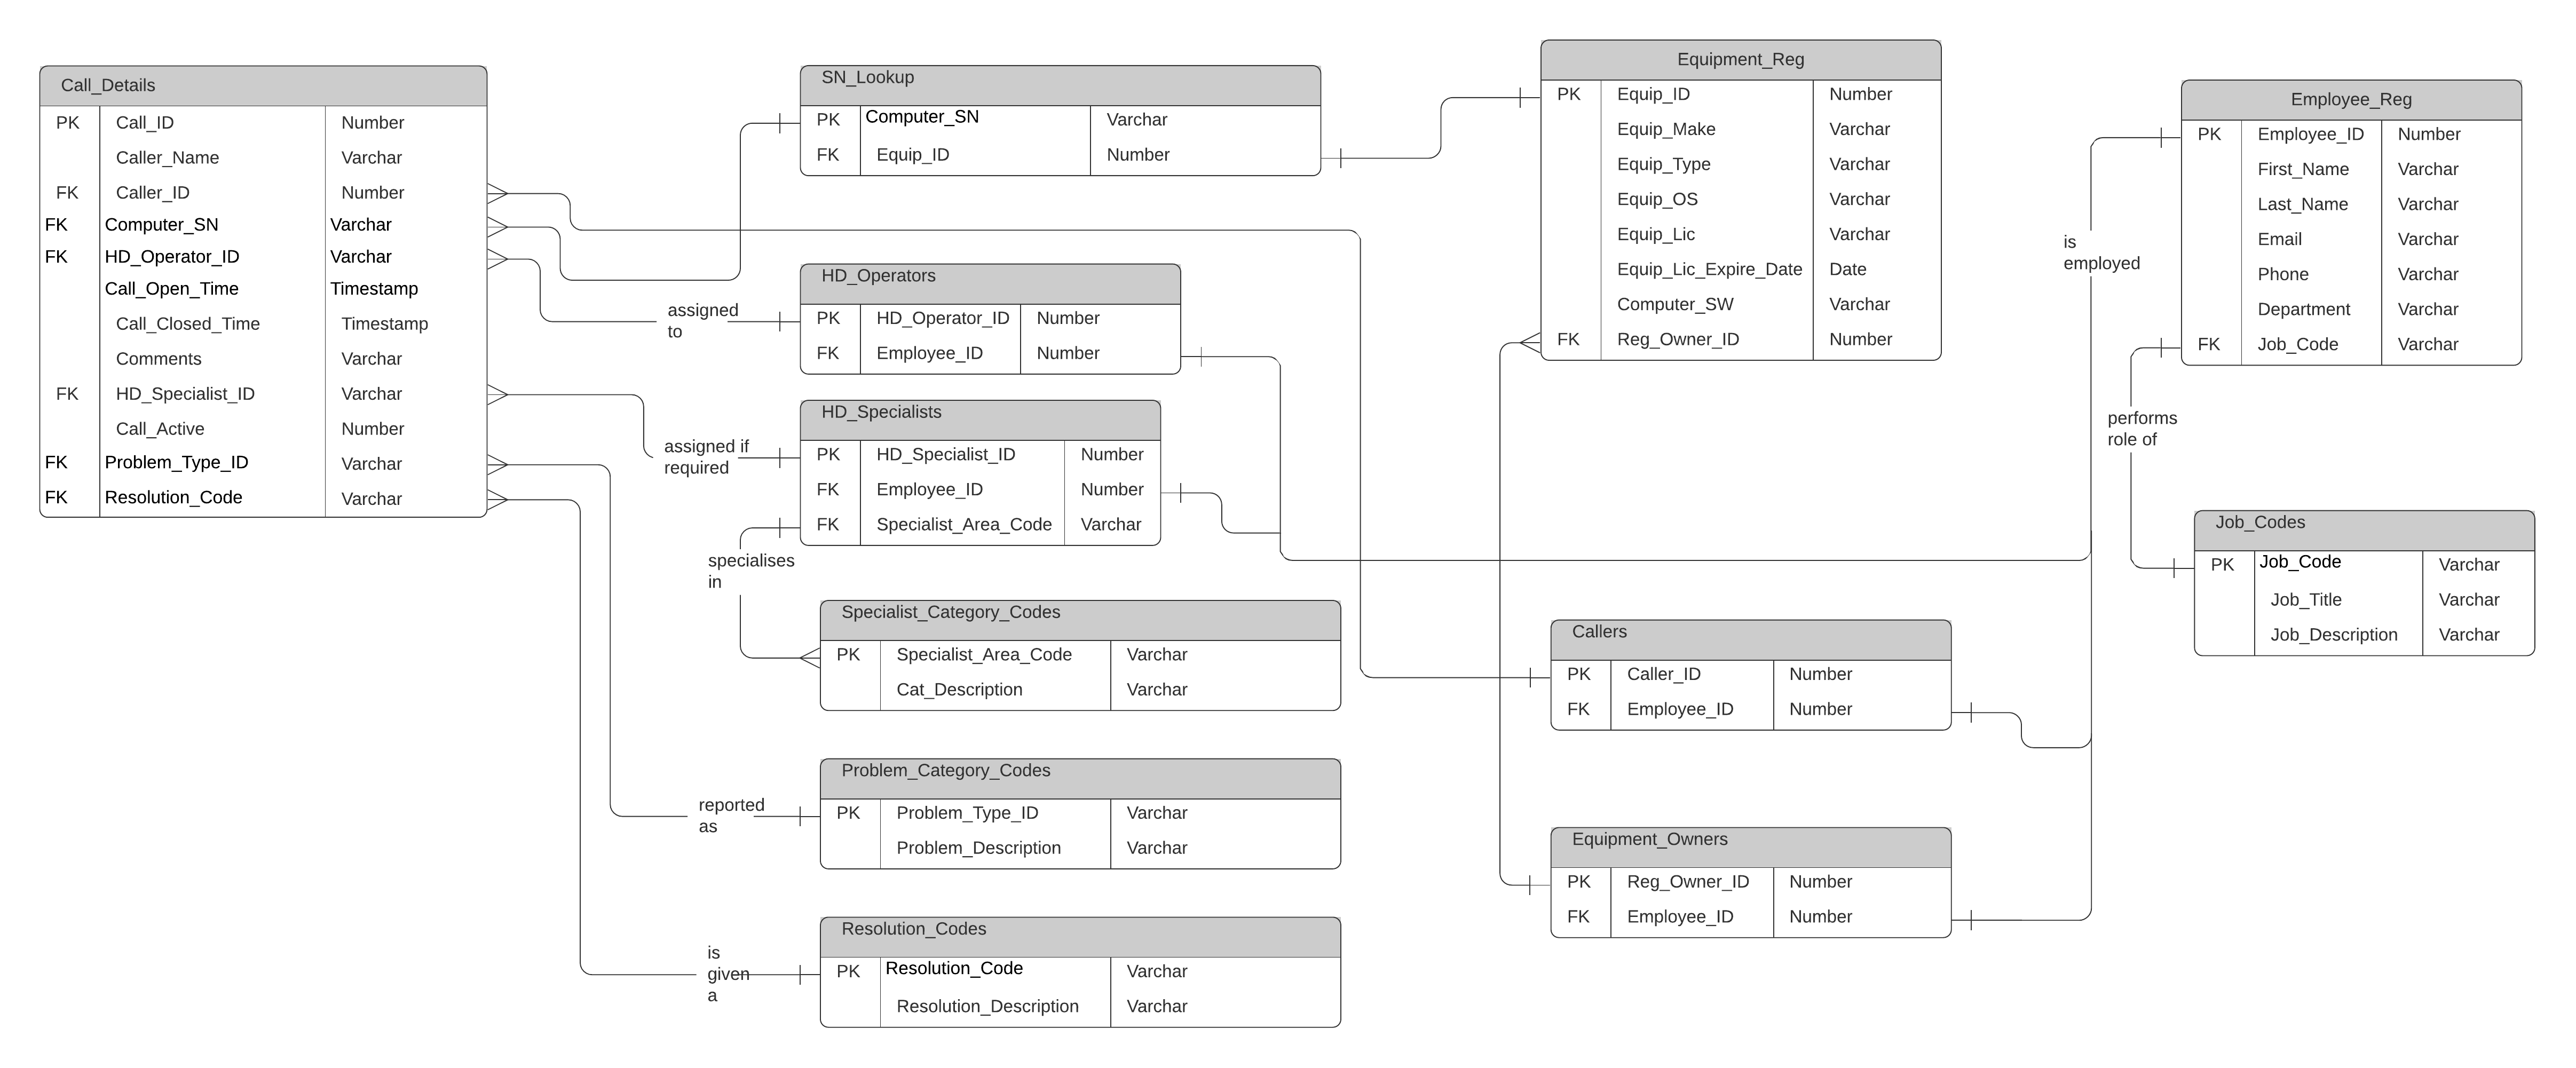 Call_Details
PK Call_ID Number
Caller_Name Varchar
FK Caller_ID Number
FK Computer_SN Varchar
FK HD_Operator_ID Varchar
Call_Open_Time Timestamp
Call_Closed_Time Timestamp
Comments Varchar
FK HD_Specialist_ID Varchar
Call_Active Number
FK Problem_Type_ID Varchar
FK Resolution_Code Varchar
SN_Lookup
PK Computer_SN Varchar
FK Equip_ID Number
assigned
to
HD_Operators
PK HD_Operator_ID Number
FK Employee_ID Number
assigned if
required
HD_Specialists
PK HD_Specialist_ID Number
FK Employee_ID Number
FK Specialist_Area_Code Varchar
specialises
in
Specialist_Category_Codes
PK Specialist_Area_Code Varchar
Cat_Description Varchar
reported
as
Problem_Category_Codes
PK Problem_Type_ID Varchar
Problem_Description Varchar
is
given
a
Resolution_Codes
PK Resolution_Code Varchar
Resolution_Description Varchar
Equipment_Reg
PK Equip_ID Number
Equip_Make Varchar
Equip_Type Varchar
Equip_OS Varchar
Equip_Lic Varchar
Equip_Lic_Expire_Date Date
Computer_SW Varchar
FK Reg_Owner_ID Number
Callers
PK Caller_ID Number
FK Employee_ID Number
Equipment_Owners
PK Reg_Owner_ID Number
FK Employee_ID Number
is
employed
Employee_Reg
PK Employee_ID Number
First_Name Varchar
Last_Name Varchar
Email Varchar
Phone Varchar
Department Varchar
FK Job_Code Varchar
performs
role of
Job_Codes
PK Job_Code Varchar
Job_Title Varchar
Job_Description Varchar